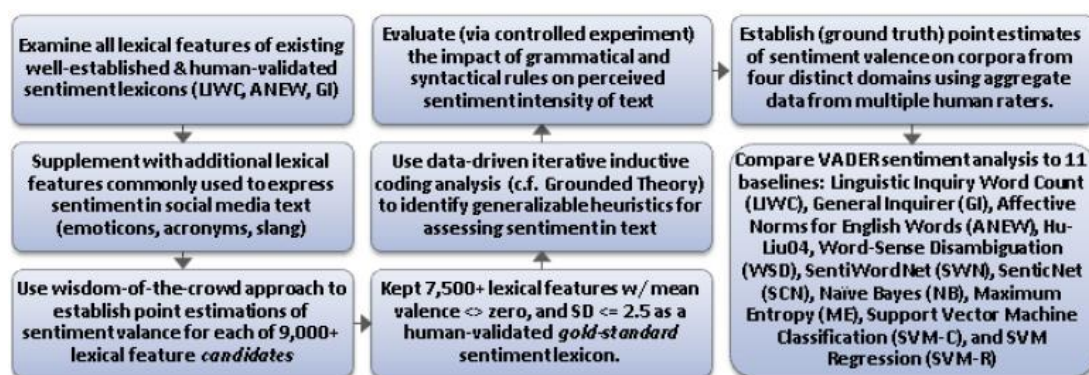 Examine all lexical features of existing
well-established & human-validated
sentiment lexicons (LIWC, ANEW, GI)
Supplement with additional lexical
features commonly used to express
sentiment in social media text
(emoticons, acronyms, slang)
Use wisdom-of-the-crowd approach to
establish point estimations of
sentiment valance for each of 9,000+
lexical feature candidates
Kept 7,500+ lexical features w/ mean
valence <> zero, and SD <= 2.5 as a
human-validated gold-standard
sentiment lexicon.
Use data-driven iterative inductive
coding analysis (c.f. Grounded Theory)
to identify generalizable heuristics for
assessing sentiment in text
Evaluate (via controlled experiment)
the impact of grammatical and
syntactical rules on perceived
sentiment intensity of text
Establish (ground truth) point estimates
of sentiment valence on corpora from
four distinct domains using aggregate
data from multiple human raters.
Compare VADER sentiment analysis to 11
baselines: Linguistic Inquiry Word Count
(LIWC), General Inquirer (GI), Affective
Norms for English Words (ANEW), Hu-
Liu04, Word-Sense Disambiguation
(WSD), SentiWordNet (SWN), SenticNet
(SCN), Naïve Bayes (NB), Maximum
Entropy (ME), Support Vector Machine
Classification (SVM-C), and SVM
Regression (SVM-R)